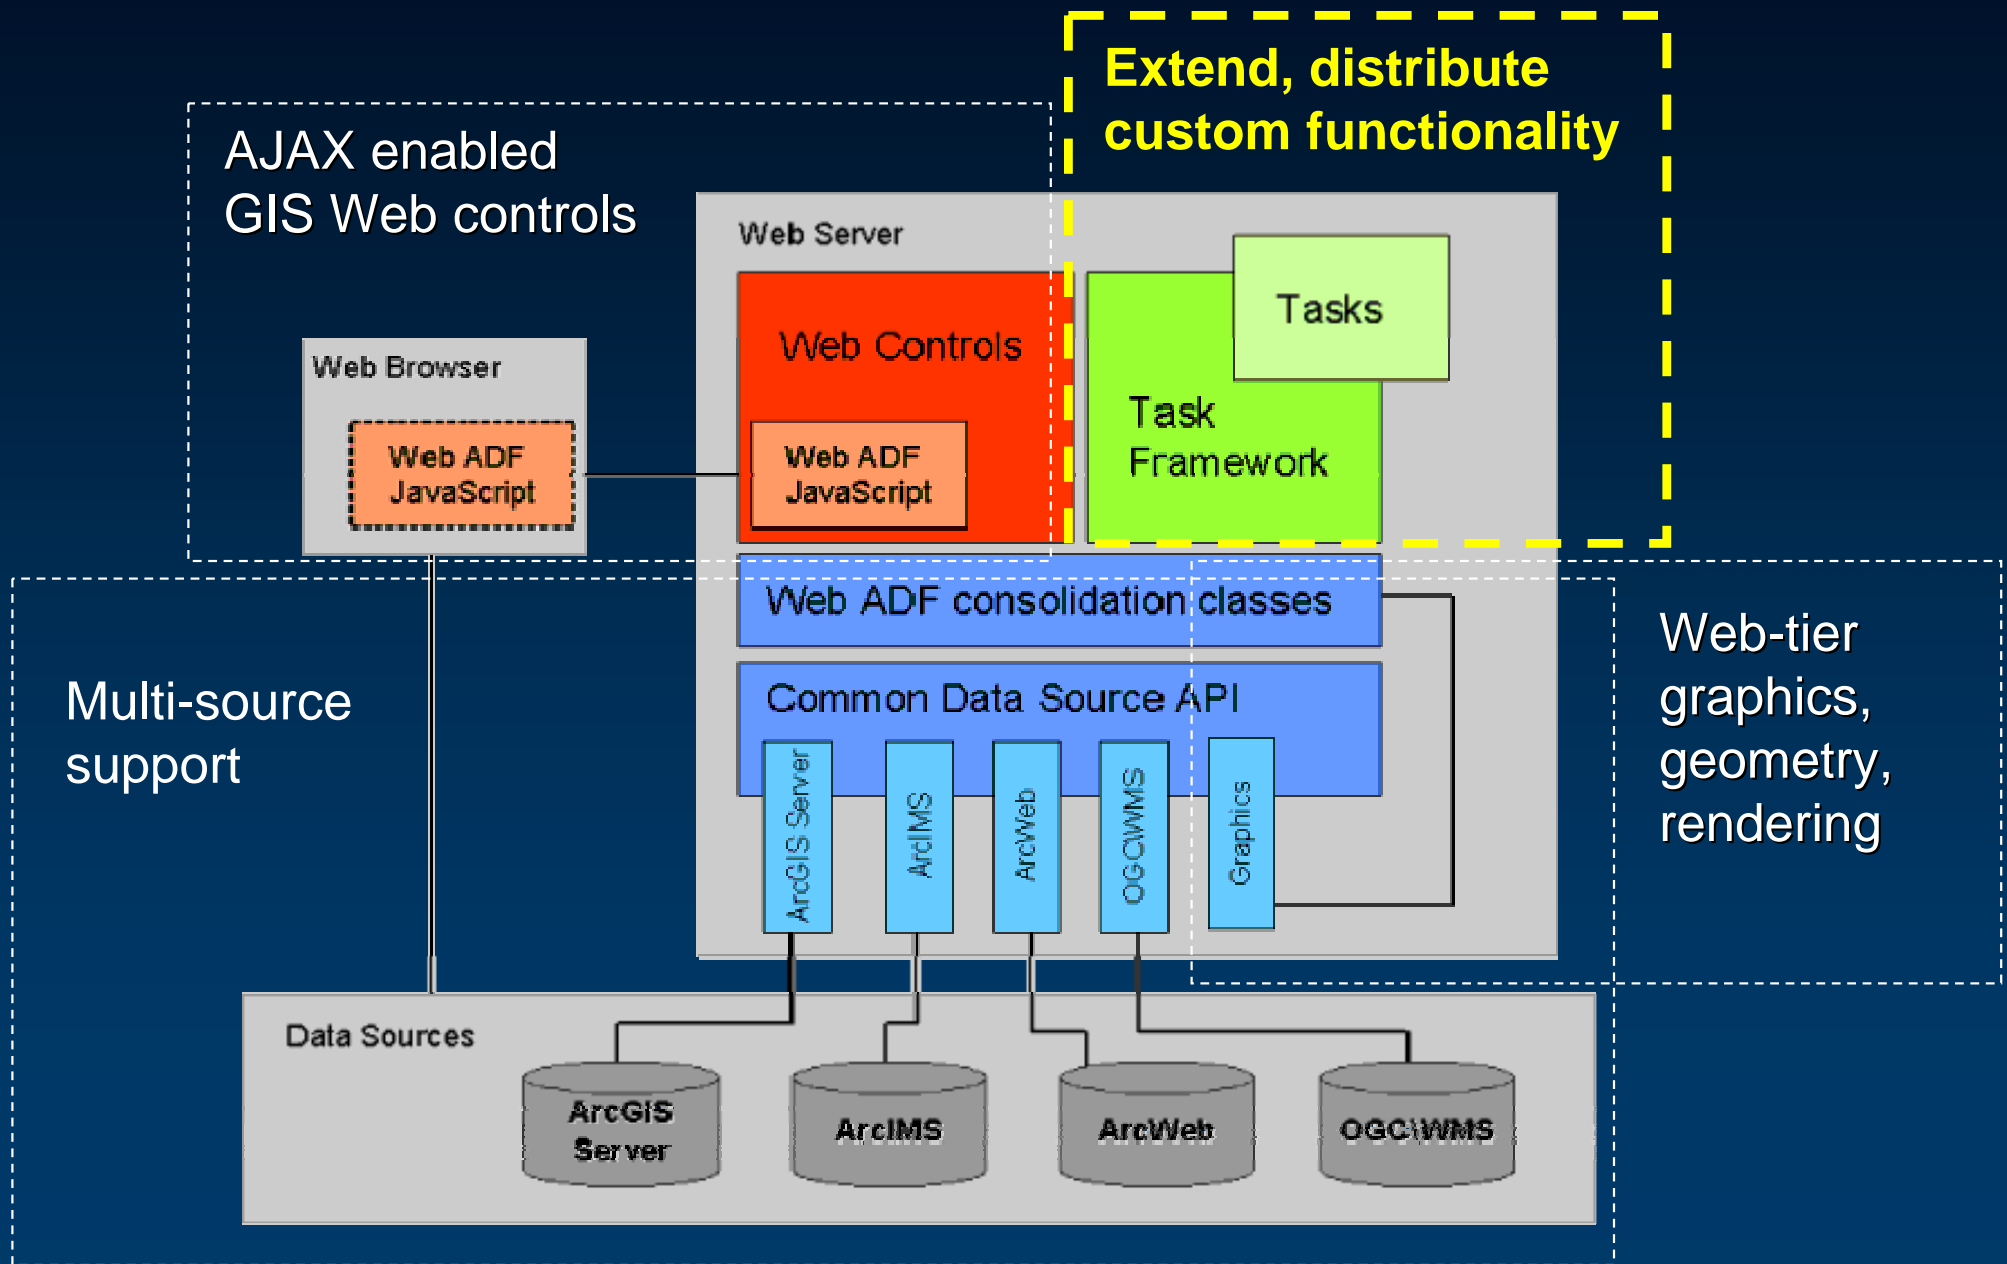 Extend, distribute
custom functionality
AJAX enabled
GIS Web controls
Web Server
Tasks
Web Controls
Web Browser
Task
Framework
Web ADF
JavaScript
Web ADF
JavaScript
Web ADF consolidation classes
Web-tier
graphics,
geometry,
rendering
Multi-source
support
Common Data Source API
ArcGIS Server
ArcIMS
ArcWeb
OGC\WMS
Graphics
Data Sources
ArcGIS
Server
ArcIMS
ArcWeb
OGC\WMS